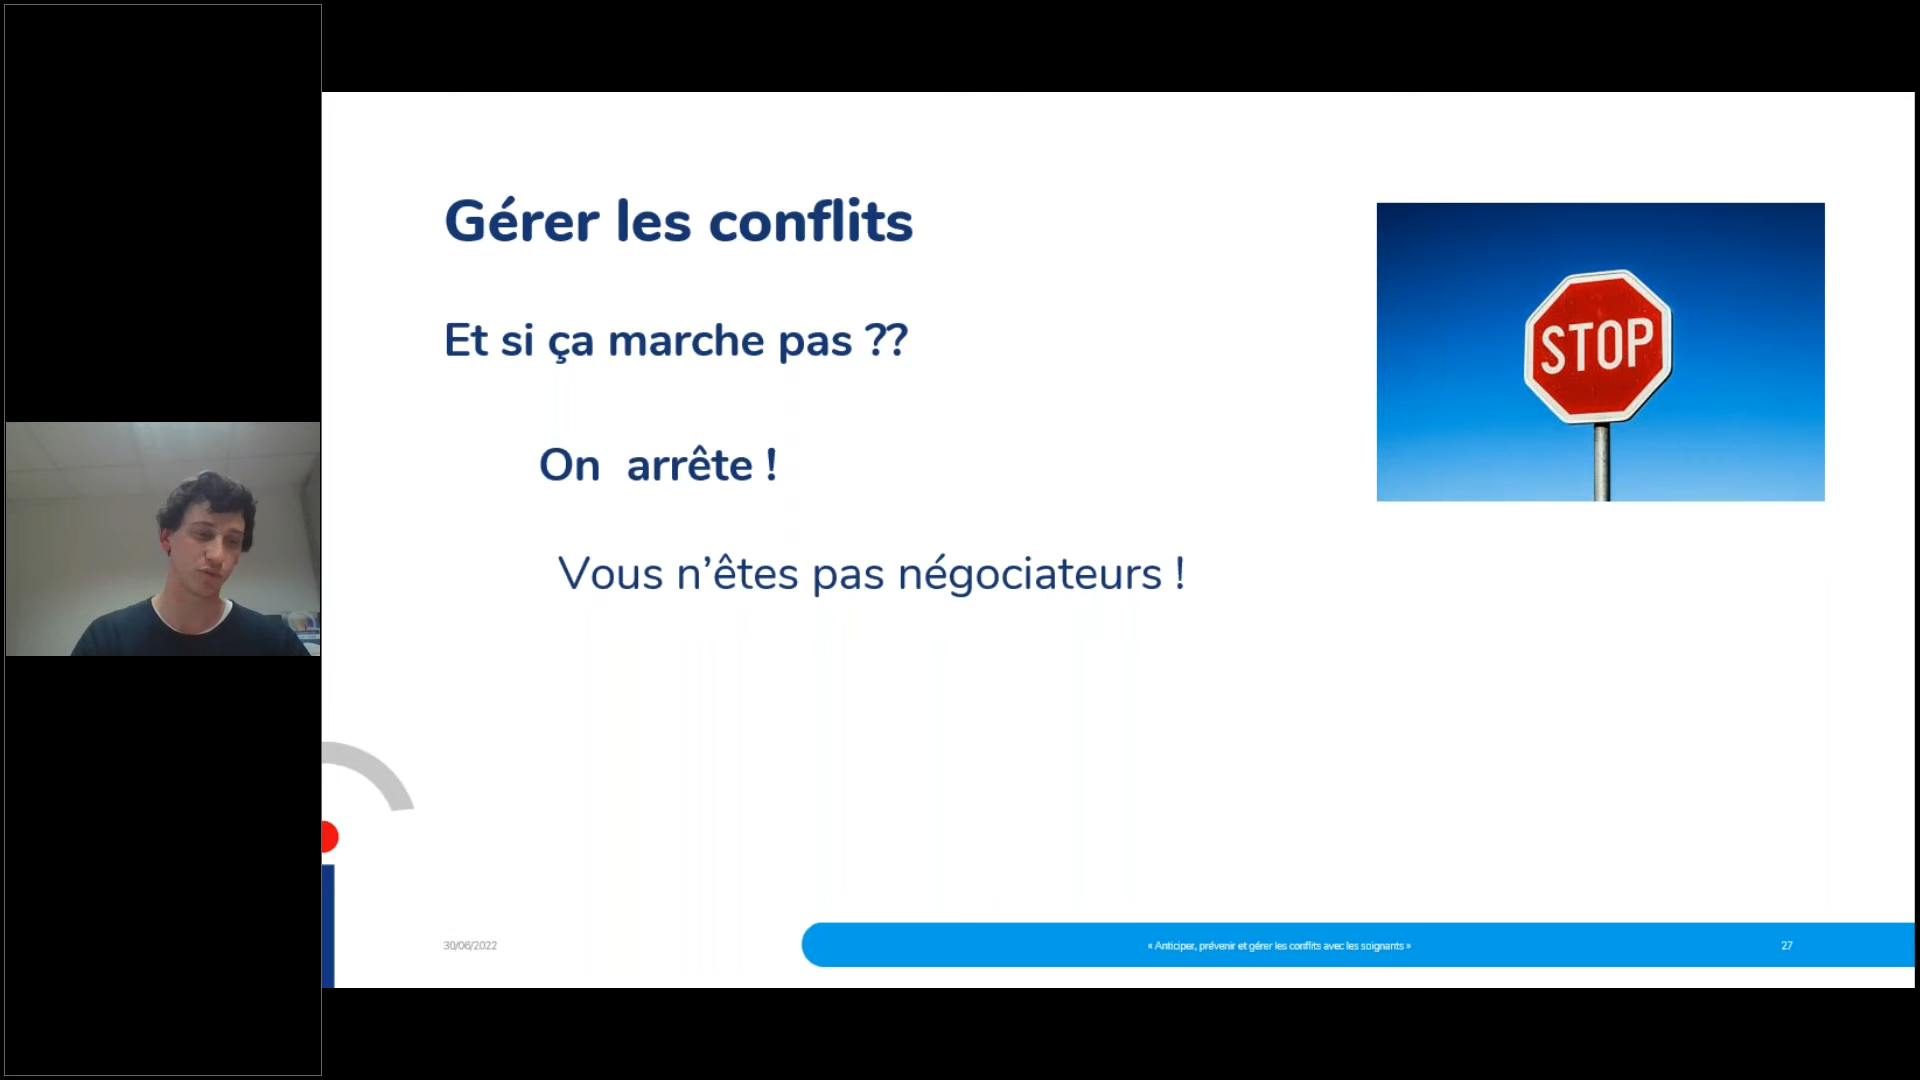 Gérer les conflits
STOP
Et si ça marche pas ??
On  arrête !
Vous n’êtes pas négociateurs !
30/06/2022
« Anticiper, prévenir et gérer les conflits avec les soignants »
27